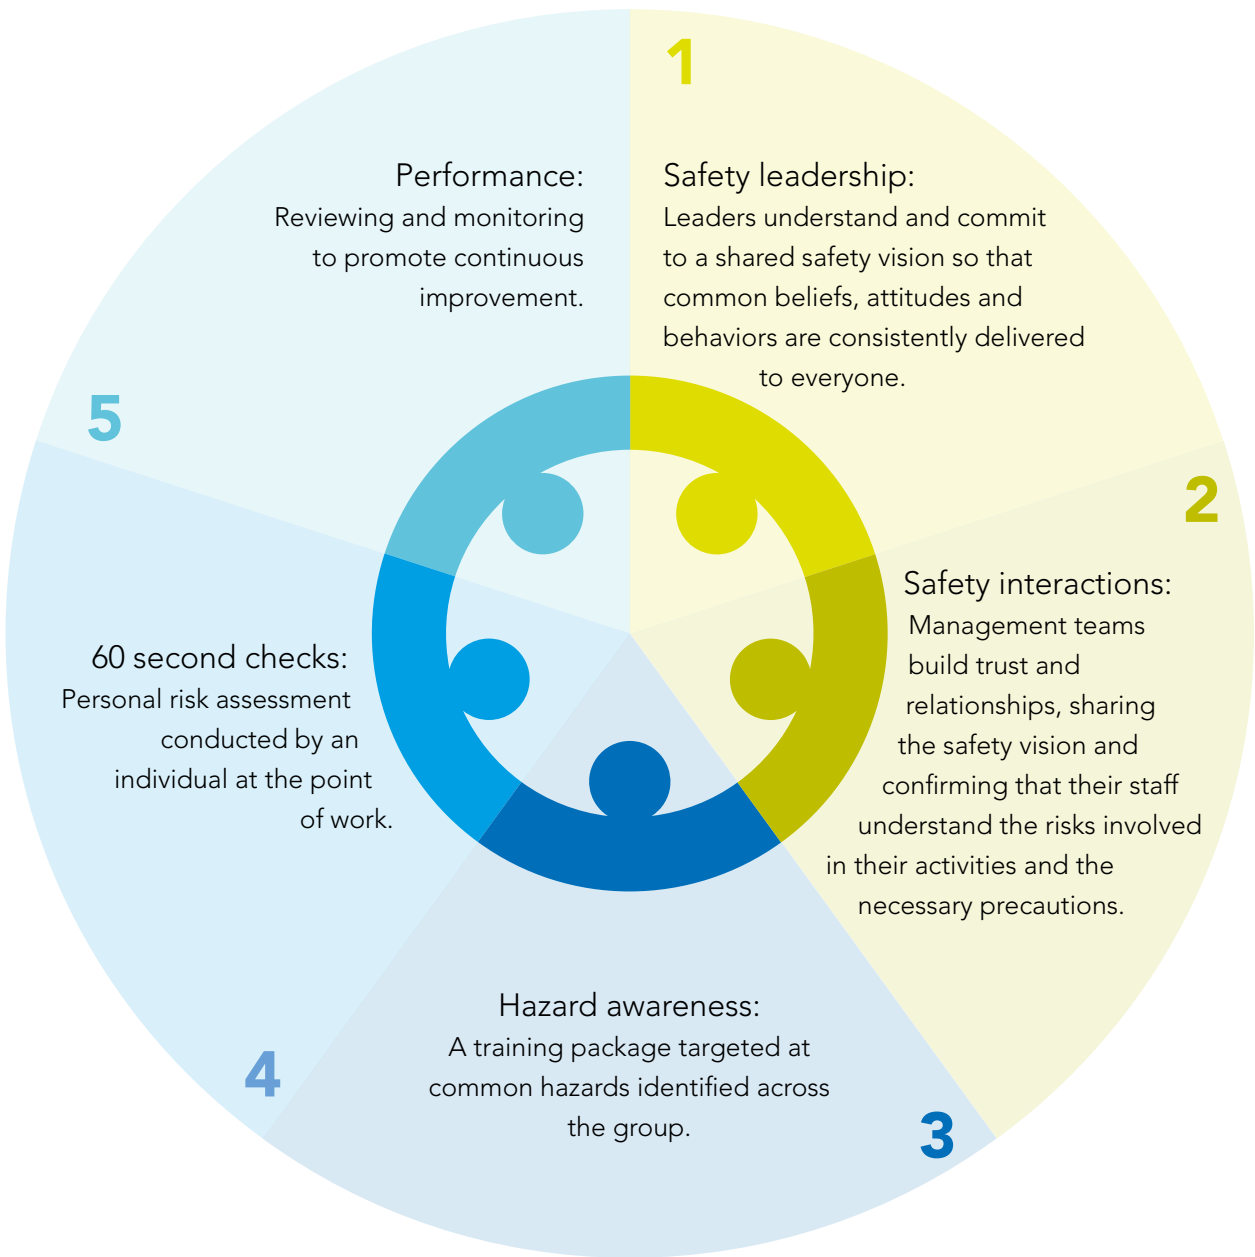 1
Safety leadership:
Leaders understand and commit
to a shared safety vision so that
common beliefs, attitudes and
behaviors are consistently delivered
to everyone.
2
Safety interactions:
Management teams
build trust and
relationships, sharing
the safety vision and
confirming that their staff
understand the risks involved
in their activities and the
necessary precautions.
3
Hazard awareness:
A training package targeted at
common hazards identified across
the group.
4
60 second checks:
Personal risk assessment
conducted by an
individual at the point
of work.
5
Performance:
Reviewing and monitoring
to promote continuous
improvement.